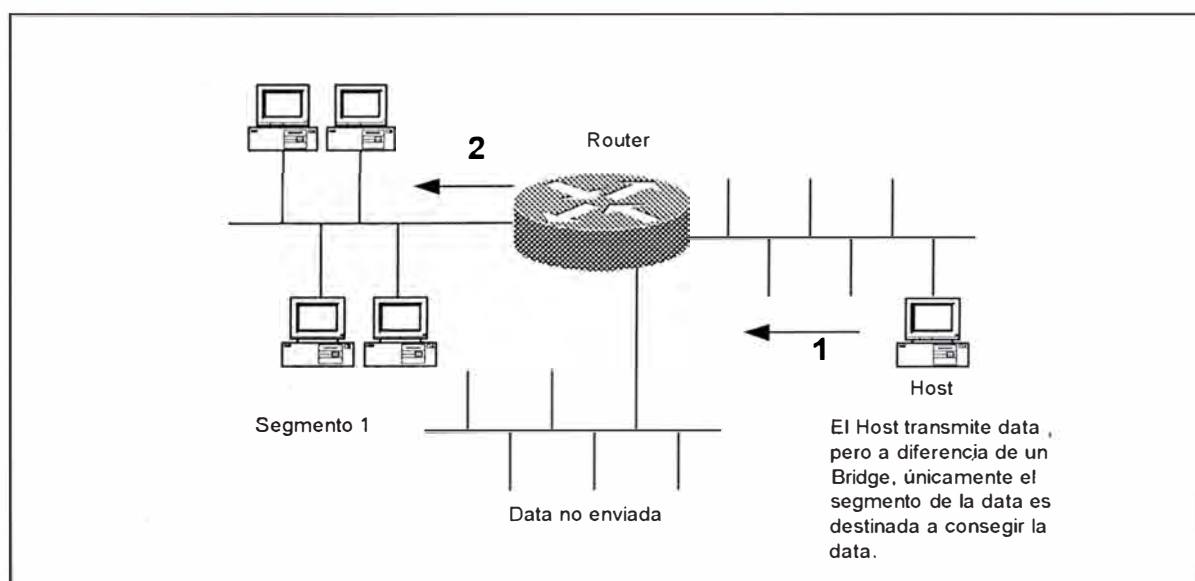 2
Router
1
Host
Segmento 1
El Host transmite data ,
pero a diferencia de un
Bridge, únicamente el
segmento de la data es
destinada a consegir la
data.
Data no enviada